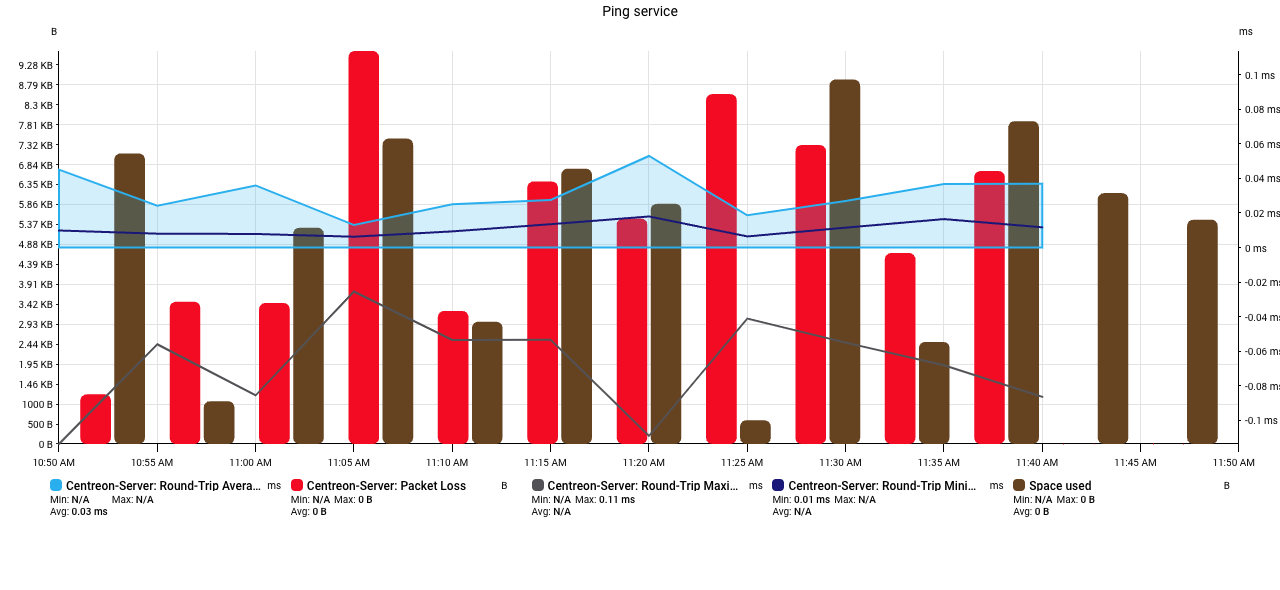 Ping service
B
ms
9.28 KB
8.79 KB
8.3 KB
7.81 KB
7.32 KB
6.84 KB
6.35 KB
5.86 KB
5.37 KB
4.88 KB
4.39 KB
3.91 KB
3.42 KB
2.93 KB
2.44 KB
1.95 KB
1.46 KB
1000 B
500 B
0 B
0.1 ms
0.08 ms
0.06 ms
0.04 ms
0.02 ms
0 ms
-0.02 ms
-0.04 ms
-0.06 ms
-0.08 ms
-0.1 ms
10:50 AM 10:55 AM 11:00 AM 11:05 AM 11:10 AM 11:15 AM 11:20 AM 11:25 AM 11:30 AM 11:35 AM 11:40 AM 11:45 AM 11:50 AM
Centreon-Server: Round-Trip Avera... ms
Min: N/A Max: N/A
Avg: 0.03 ms
Centreon-Server: Packet Loss B
Min: N/A Max: 0 B
Avg: 0 B
Centreon-Server: Round-Trip Maxi... ms
Min: N/A Max: 0.11 ms
Avg: N/A
Centreon-Server: Round-Trip Mini... ms
Min: 0.01 ms Max: N/A
Avg: N/A
Space used B
Min: N/A Max: 0 B
Avg: 0 B